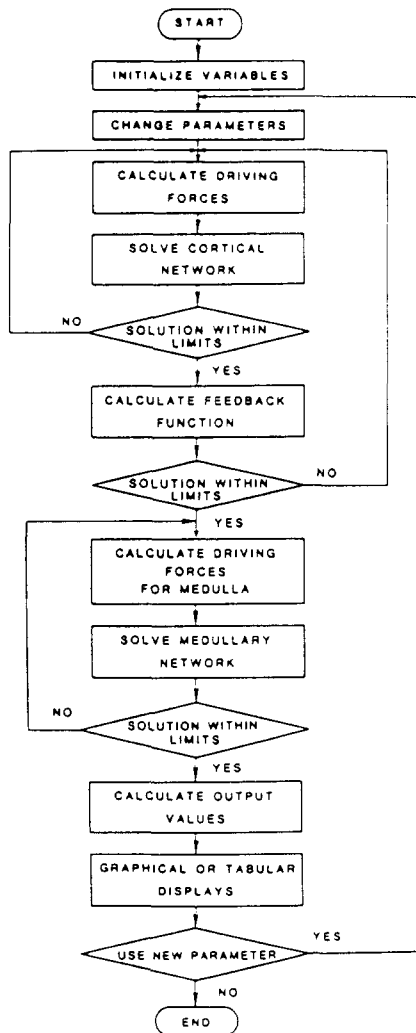 START
INITIALIZE VARIABLES
CHANGE PARAMETERS
CALCULATE DRIVING
FORCES
SOLVE CORTICAL
NETWORK
NO
SOLUTION WITHIN
LIMITS
YES
CALCULATE FEEDBACK
FUNCTION
SOLUTION WITHIN
LIMITS
NO
YES
CALCULATE DRIVING
FORCES
FOR MEDULLA
SOLVE MEDULLARY
NETWORK
NO
SOLUTION WITHIN
LIMITS
YES
CALCULATE OUTPUT
VALUES
GRAPHICAL OR TABULAR
DISPLAYS
USE NEW PARAMETER
YES
NO
END